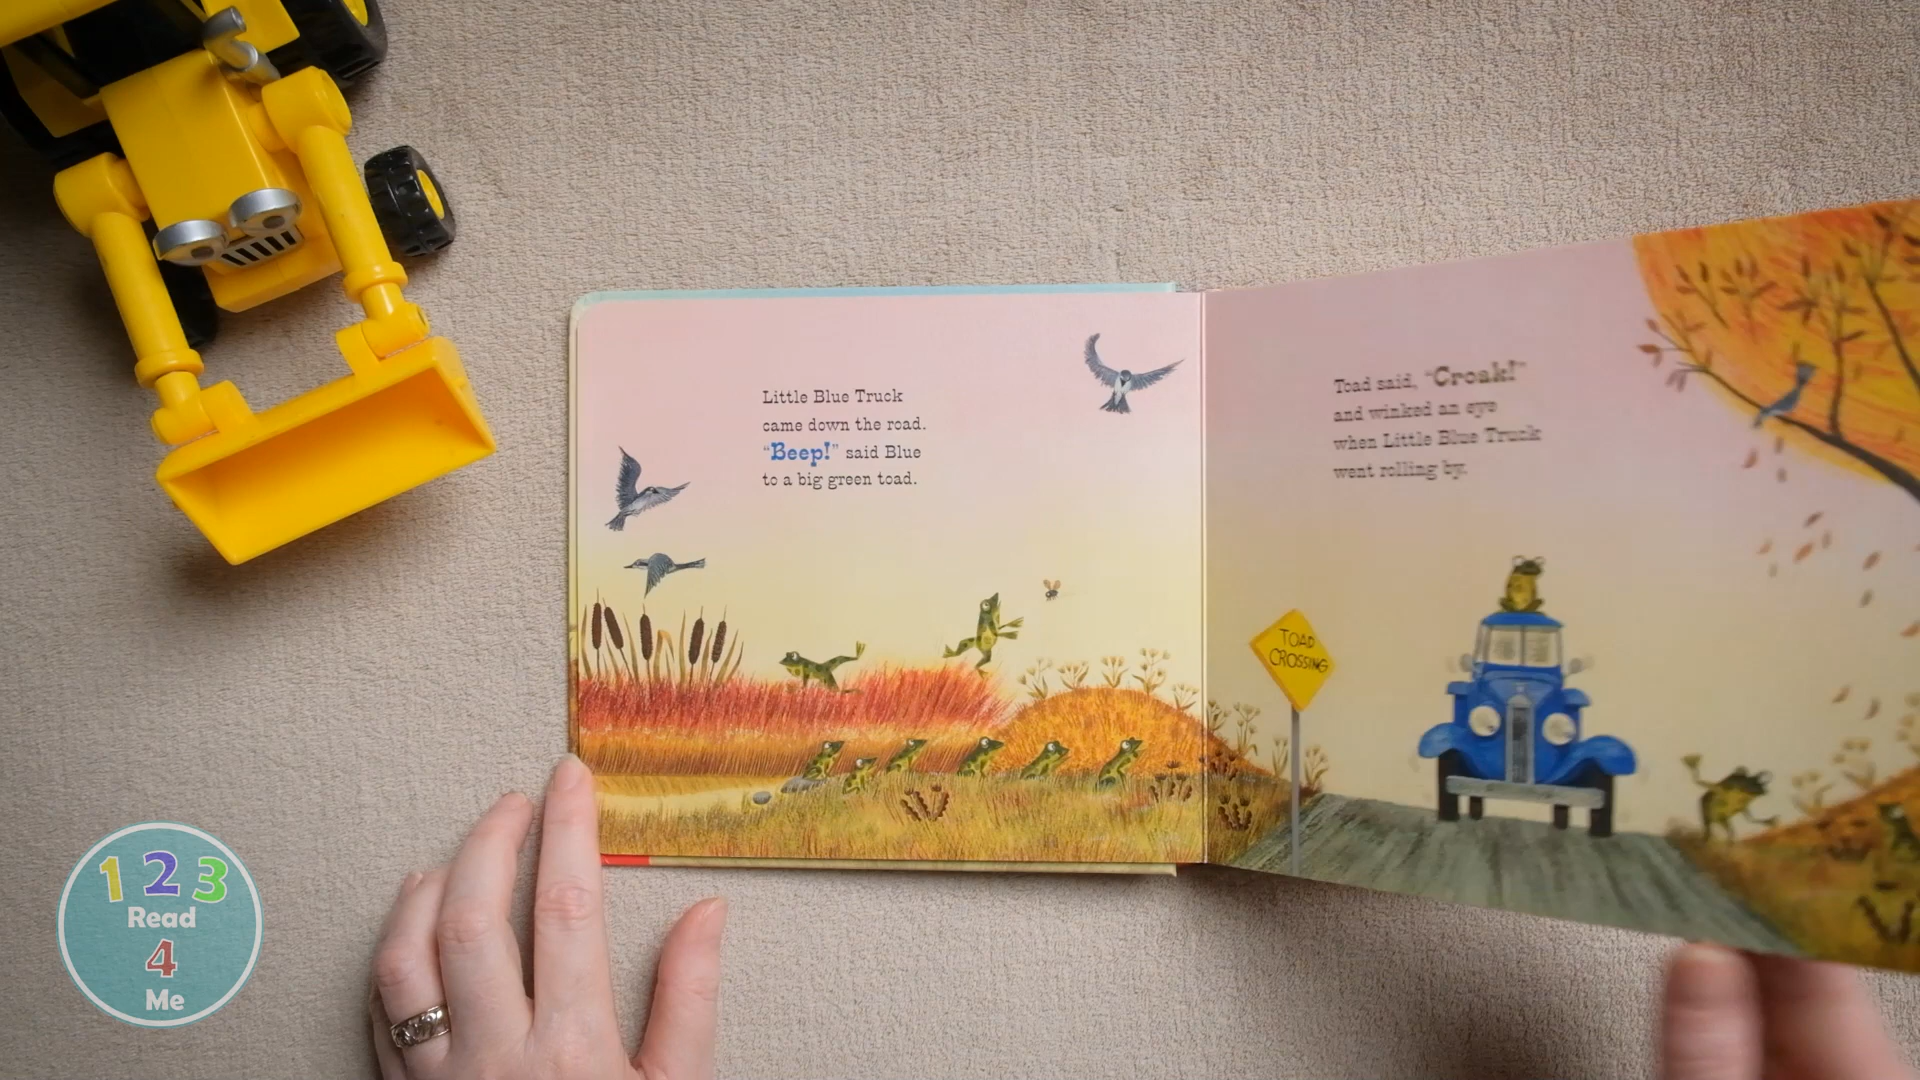 Little Blue Truck
came down the road.
“Beep!” said Blue
to a big green toad.
Toad said, “Croak!”
and winked an eye
when Little Blue Truck
went rolling by.
TOAD
CROSSING
1 2 3
Read
4
Me